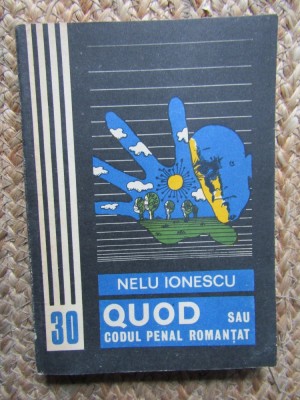 NELU IONESCU
30
QUOD SAU
CODUL PENAL ROMANȚAT